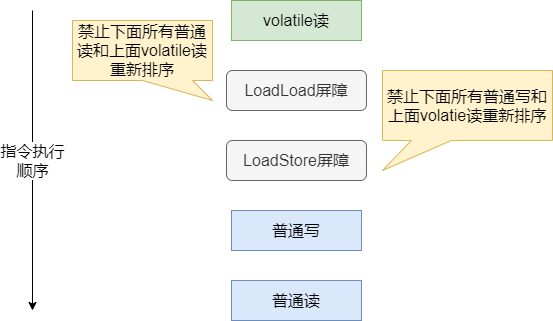 volatile读
禁止下面所有普通
读和上面volatile读
重新排序
LoadLoad屏障
禁止下面所有普通写和
上面volatie读重新排序
指令执行
顺序
LoadStore屏障
普通写
普通读